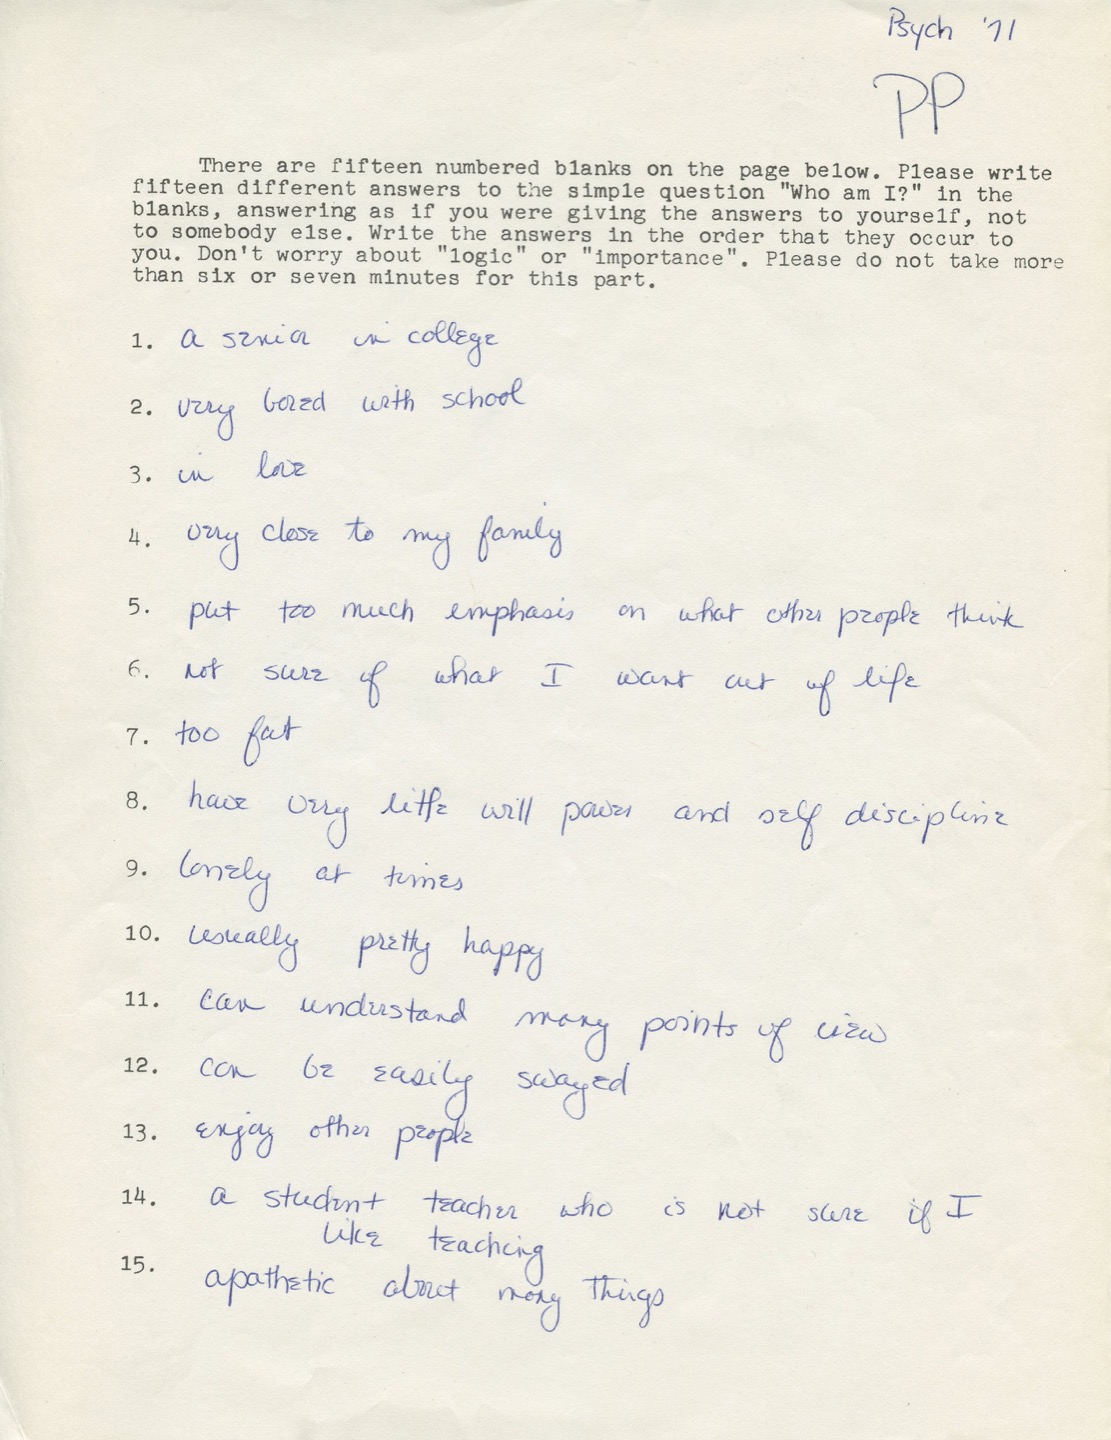 Psych '71
PP
There are fifteen numbered blanks on the page below. Please write
fifteen different answers to the simple question "Who am I?" in the
blanks, answering as if you were giving the answers to yourself, not
to somebody else. Write the answers in the order that they occur to
you. Don't worry about "logic" or "importance". Please do not take more
than six or seven minutes for this part.
1. a senior in college
2. very bored with school
3. in love
4. very close to my family
5. put too much emphasis on what other people think
6. not sure of what I want out of life
7. too fat
8. have very little will power and self discipline
9. lonely at times
10. usually pretty happy
11. can understand many points of view
12. can be easily swayed
13. enjoy other people
14. a student teacher who is not sure if I
like teaching
15. apathetic about many things